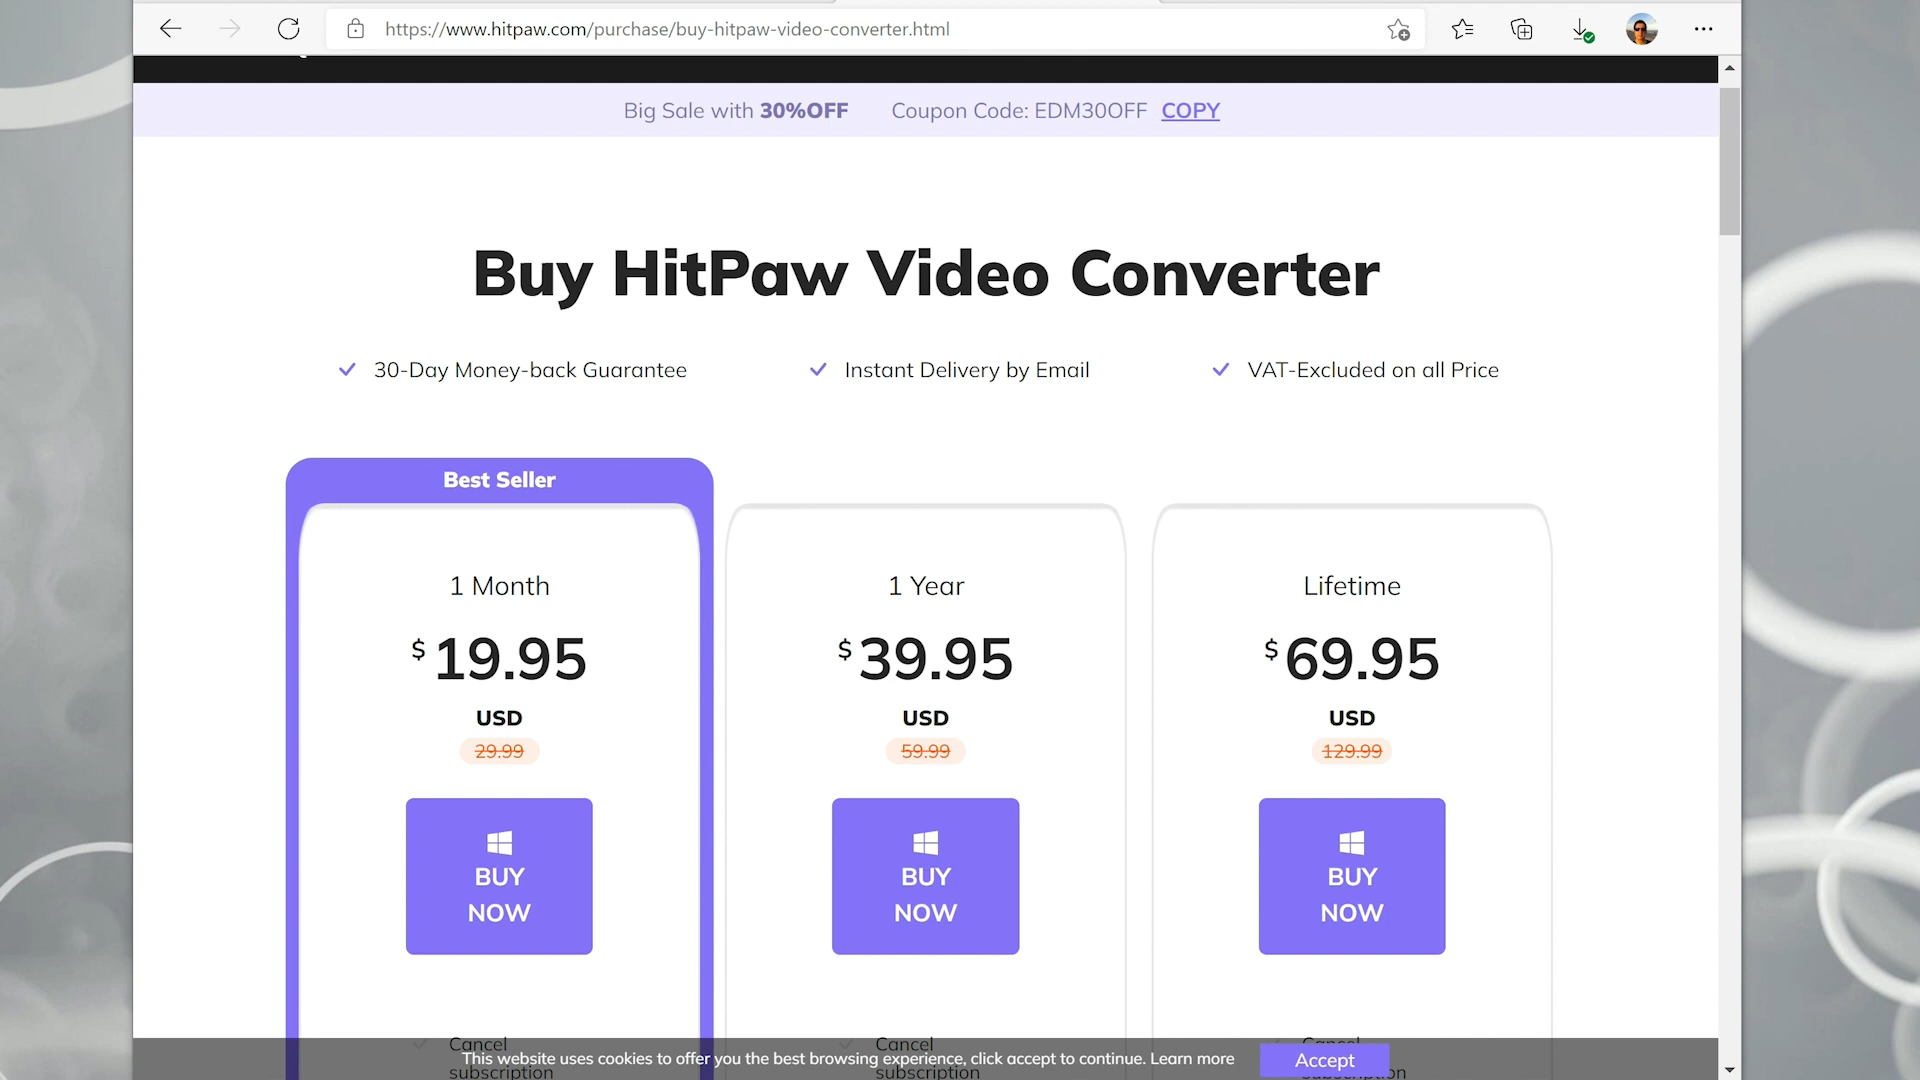 https://www.hitpaw.com/purchase/buy-hitpaw-video-converter.html
Big Sale with 30%OFF Coupon Code: EDM30OFF COPY
Buy HitPaw Video Converter
30-Day Money-back Guarantee Instant Delivery by Email VAT-Excluded on all Price
Best Seller
1 Month
$19.95
USD
29.99
BUY
NOW
Cancel
subscription
1 Year
$39.95
USD
59.99
BUY
NOW
Cancel
subscription
Lifetime
$69.95
USD
129.99
BUY
NOW
Cancel
subscription
This website uses cookies to offer you the best browsing experience, click accept to continue. Learn more Accept